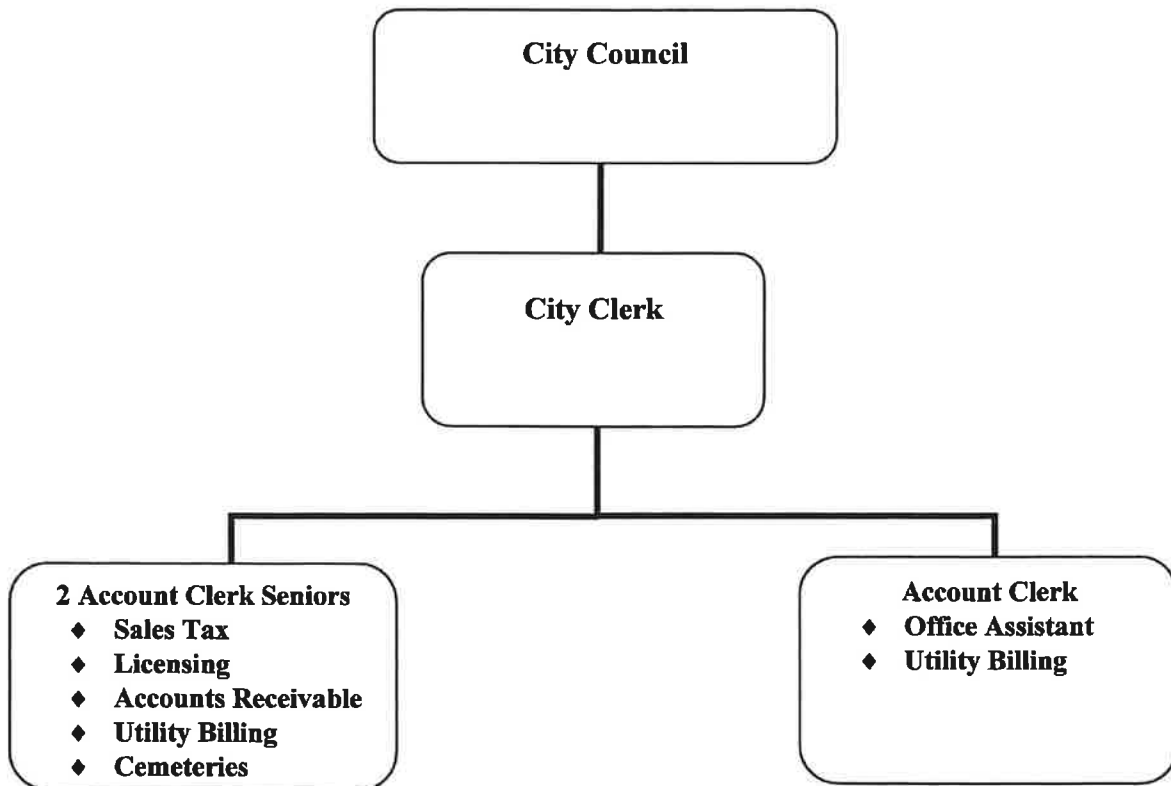 City Council
City Clerk
2 Account Clerk Seniors
♦ Sales Tax
♦ Licensing
♦ Accounts Receivable
♦ Utility Billing
♦ Cemeteries
Account Clerk
♦ Office Assistant
♦ Utility Billing